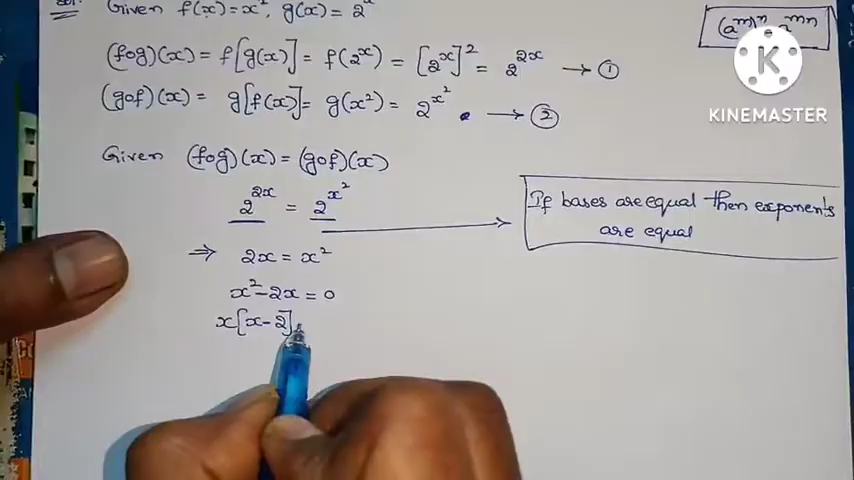 Given f(x)=x², g(x)=2ˣ
(aᵐ)ⁿ aᵐⁿ
(fog)(x) = f[g(x)] = f(2ˣ) = [2ˣ]² = 2²ˣ → ①
(gof)(x) = g[f(x)] = g(x²) = 2^x². → ②
KINEMASTER
Given (fog)(x) = (gof)(x)
2²ˣ = 2^x²
If bases are equal then exponents
are equal
⇒ 2x = x²
x² - 2x = 0
x[x-2]